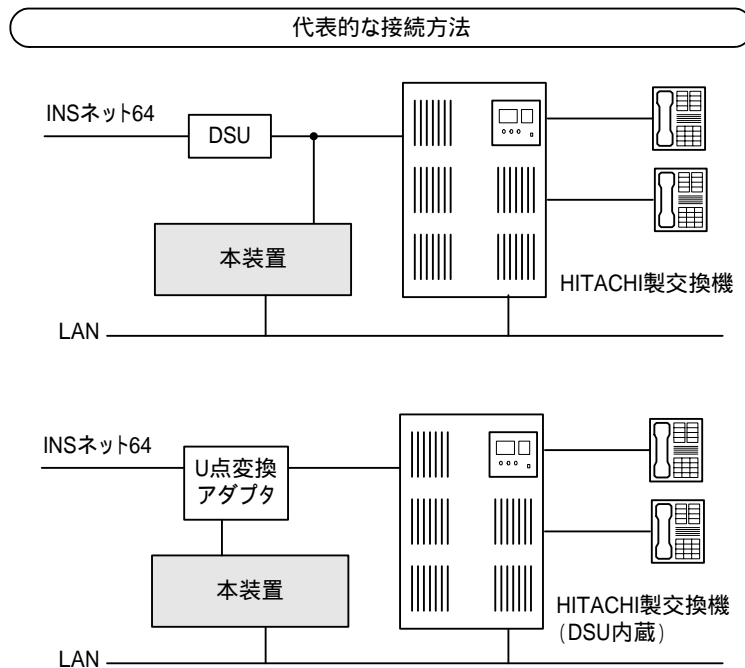 代表的な接続方法
INSネット64
DSU
本装置
HITACHI製交換機
LAN
INSネット64
U点変換
アダプタ
本装置
HITACHI製交換機
(DSU内蔵)
LAN